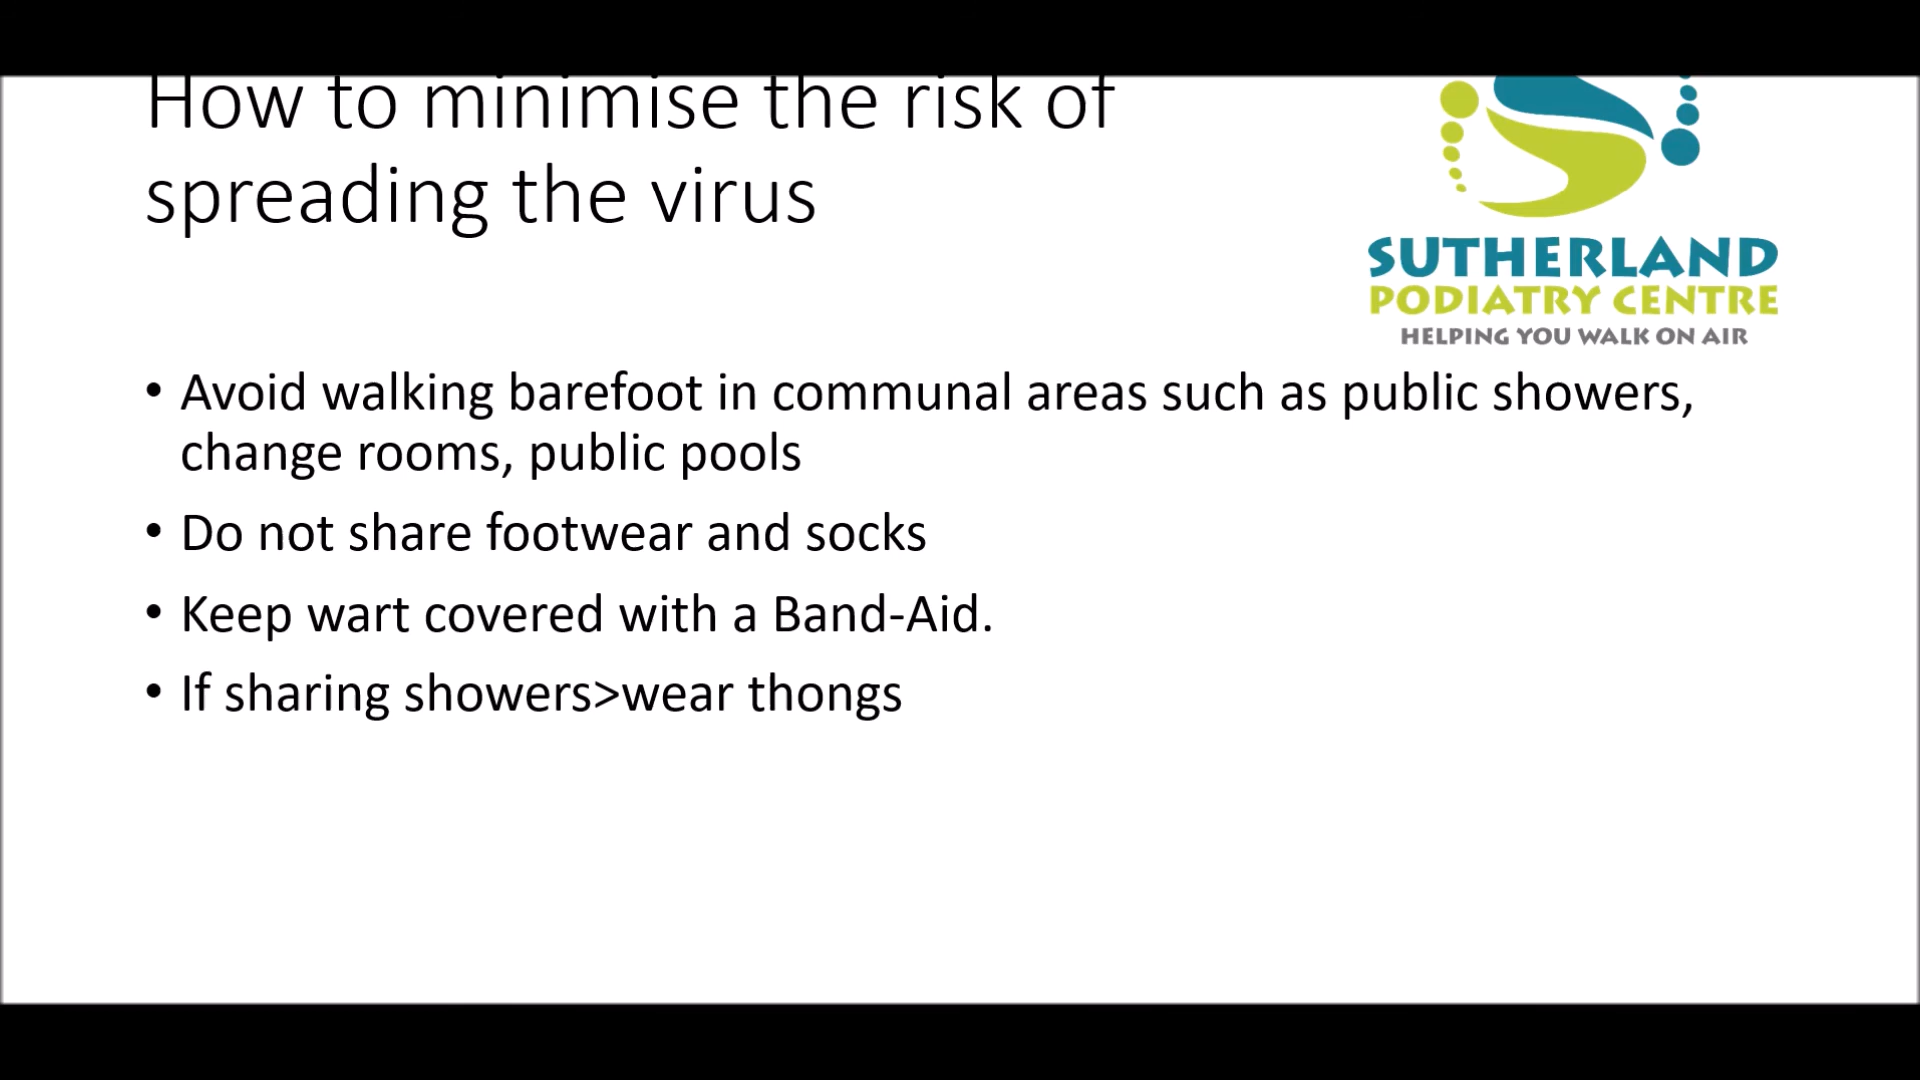 How to minimise the risk of
spreading the virus
SUTHERLAND
PODIATRY CENTRE
HELPING YOU WALK ON AIR
• Avoid walking barefoot in communal areas such as public showers,
change rooms, public pools
• Do not share footwear and socks
• Keep wart covered with a Band-Aid.
• If sharing showers>wear thongs